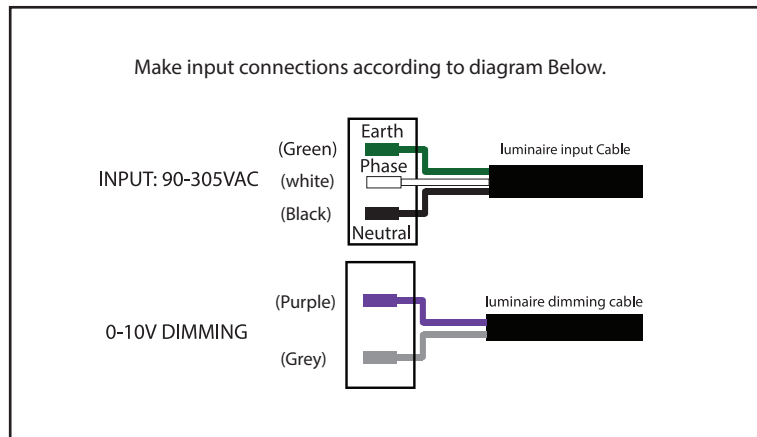 Make input connections according to diagram Below.
Earth
(Green)
luminaire input Cable
Phase
INPUT: 90-305VAC
(white)
(Black)
Neutral
(Purple)
luminaire dimming cable
0-10V DIMMING
(Grey)